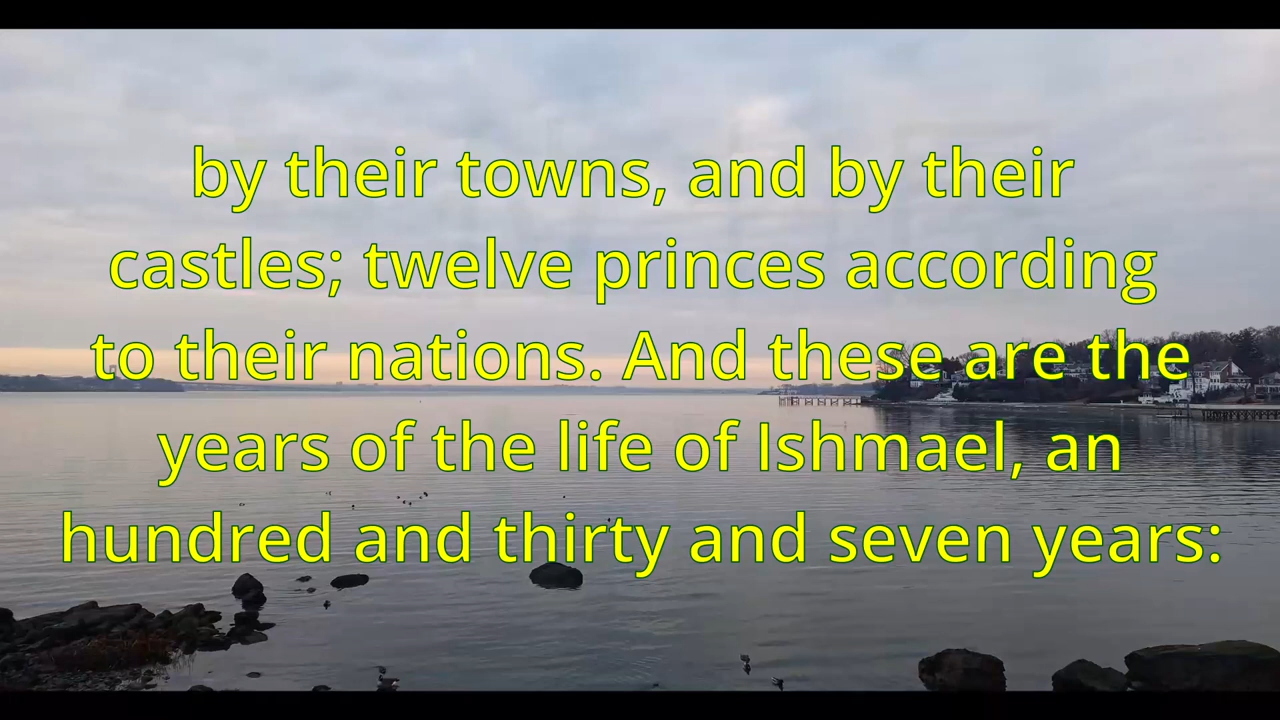 by their towns, and by their
castles; twelve princes according
to their nations. And these are the
years of the life of Ishmael, an
hundred and thirty and seven years: